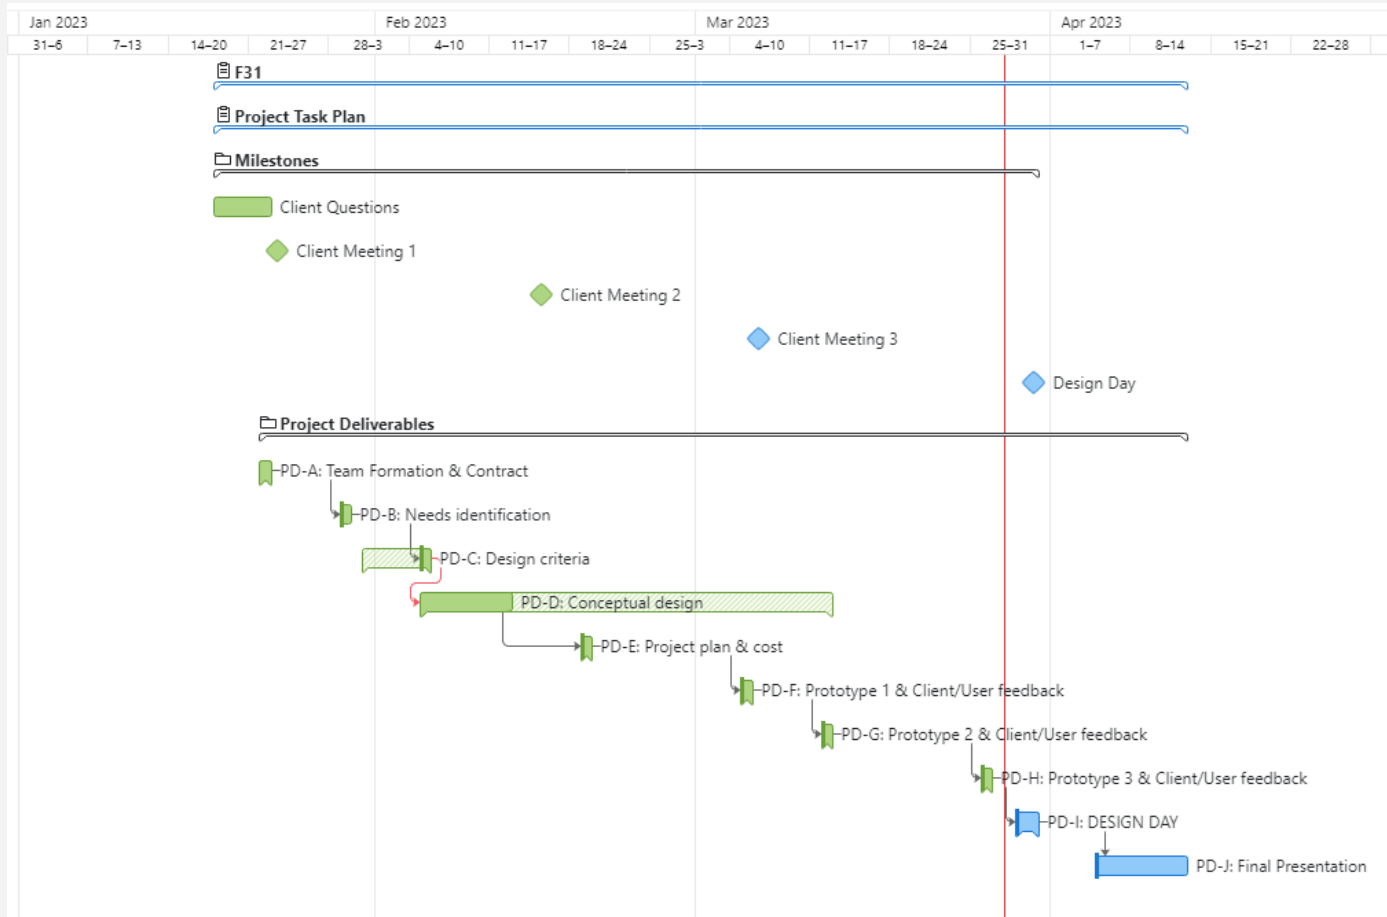 Jan 2023 Feb 2023 Mar 2023 Apr 2023
31–6 7–13 14–20 21–27 28–3 4–10 11–17 18–24 25–3 4–10 11–17 18–24 25–31 1–7 8–14 15–21 22–28
F31
Project Task Plan
Milestones
Client Questions
Client Meeting 1
Client Meeting 2
Client Meeting 3
Design Day
Project Deliverables
PD-A: Team Formation & Contract
PD-B: Needs identification
PD-C: Design criteria
PD-D: Conceptual design
PD-E: Project plan & cost
PD-F: Prototype 1 & Client/User feedback
PD-G: Prototype 2 & Client/User feedback
PD-H: Prototype 3 & Client/User feedback
PD-I: DESIGN DAY
PD-J: Final Presentation